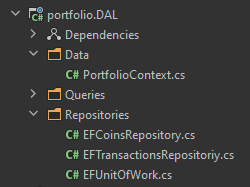 portfolio.DAL
Dependencies
Data
C# PortfolioContext.cs
Queries
Repositories
C# EFCoinsRepository.cs
C# EFTransactionsRepositoriy.cs
C# EFUnitOfWork.cs